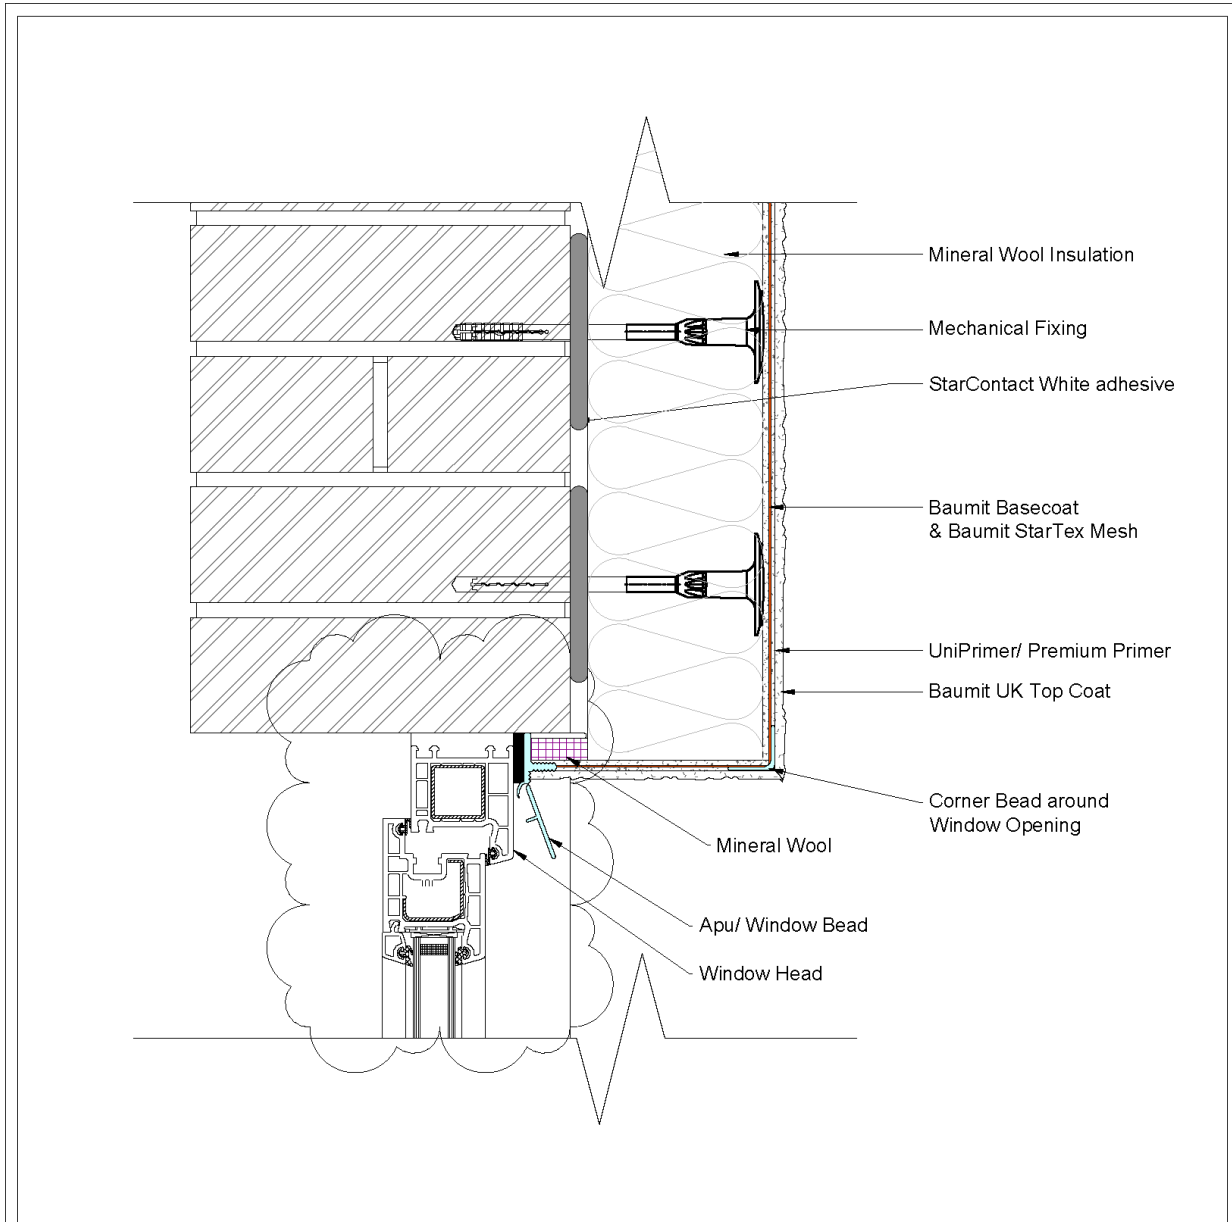 Mineral Wool Insulation
Mechanical Fixing
StarContact White adhesive
Baumit Basecoat
& Baumit StarTex Mesh
UniPrimer/ Premium Primer
Baumit UK Top Coat
Corner Bead around
Window Opening
Mineral Wool
Apu/ Window Bead
Window Head